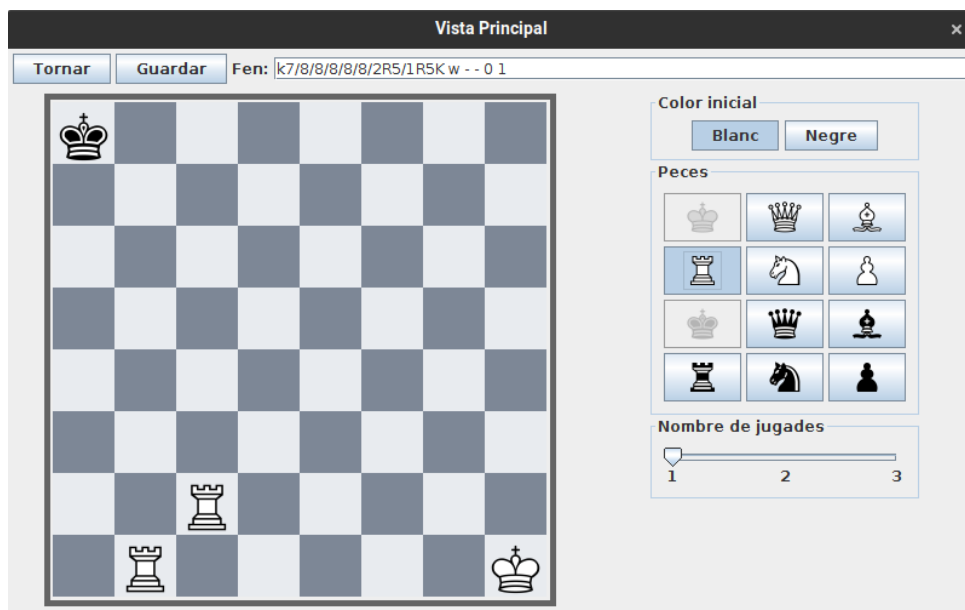 Vista Principal
×
Tornar Guardar Fen: k7/8/8/8/8/8/2R5/1R5K w - - 0 1
Color inicial
Blanc Negre
Peces
Nombre de jugades
1 2 3